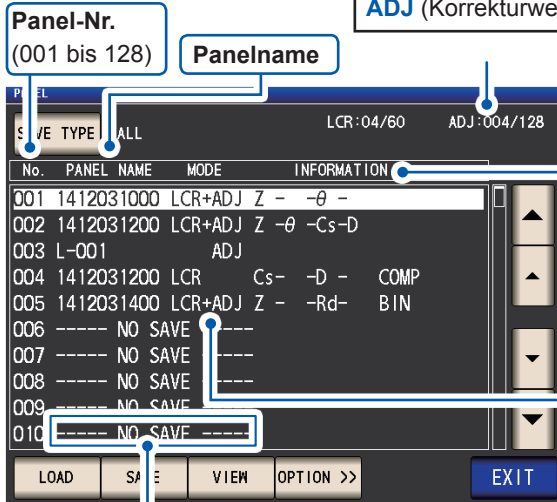 Panel-Nr.
(001 bis 128)
Panelname
ADJ (Korrekturwe
SAVE TYPE ALL LCR:04/60 ADJ:004/128
No. PANEL NAME MODE INFORMATION
001 1412031000 LCR+ADJ Z - -θ -
002 1412031200 LCR+ADJ Z -θ -Cs-D
003 L-001 ADJ
004 1412031200 LCR Cs- -D - COMP
005 1412031400 LCR+ADJ Z - -Rd- BIN
006 ----- NO SAVE -----
007 ----- NO SAVE -----
008 ----- NO SAVE -----
009 ----- NO SAVE -----
010 ----- NO SAVE -----
LOAD SAVE VIEW OPTION >> EXIT